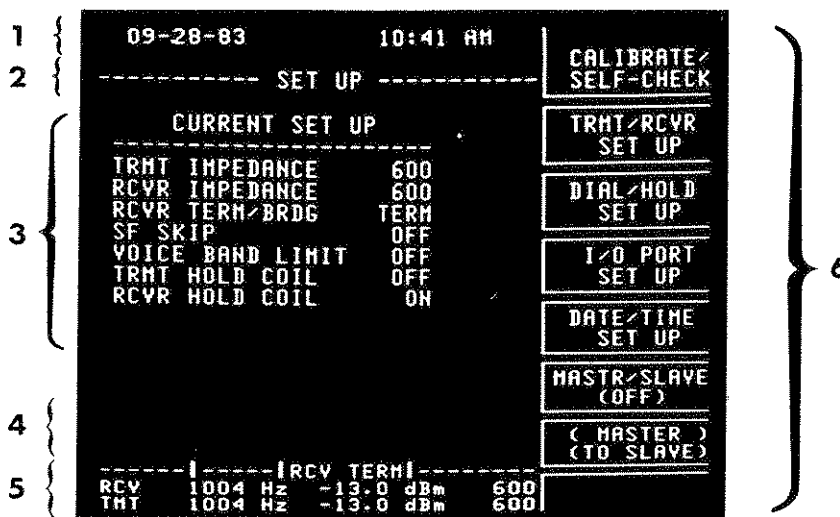 1
2
3
4
5
09-28-83 10:41 AM
------------ SET UP ------------
CURRENT SET UP
------------------------
TRMT IMPEDANCE 600
RCVR IMPEDANCE 600
RCVR TERM/BRDG TERM
SF SKIP OFF
VOICE BAND LIMIT OFF
TRMT HOLD COIL OFF
RCVR HOLD COIL ON
------|------|RCV TERM|----------
RCV 1004 Hz -13.0 dBm 600
TMT 1004 Hz -13.0 dBm 600
CALIBRATE/
SELF-CHECK
TRMT/RCVR
SET UP
DIAL/HOLD
SET UP
I/O PORT
SET UP
DATE/TIME
SET UP
MASTR/SLAVE
(OFF)
( MASTER )
(TO SLAVE)
6